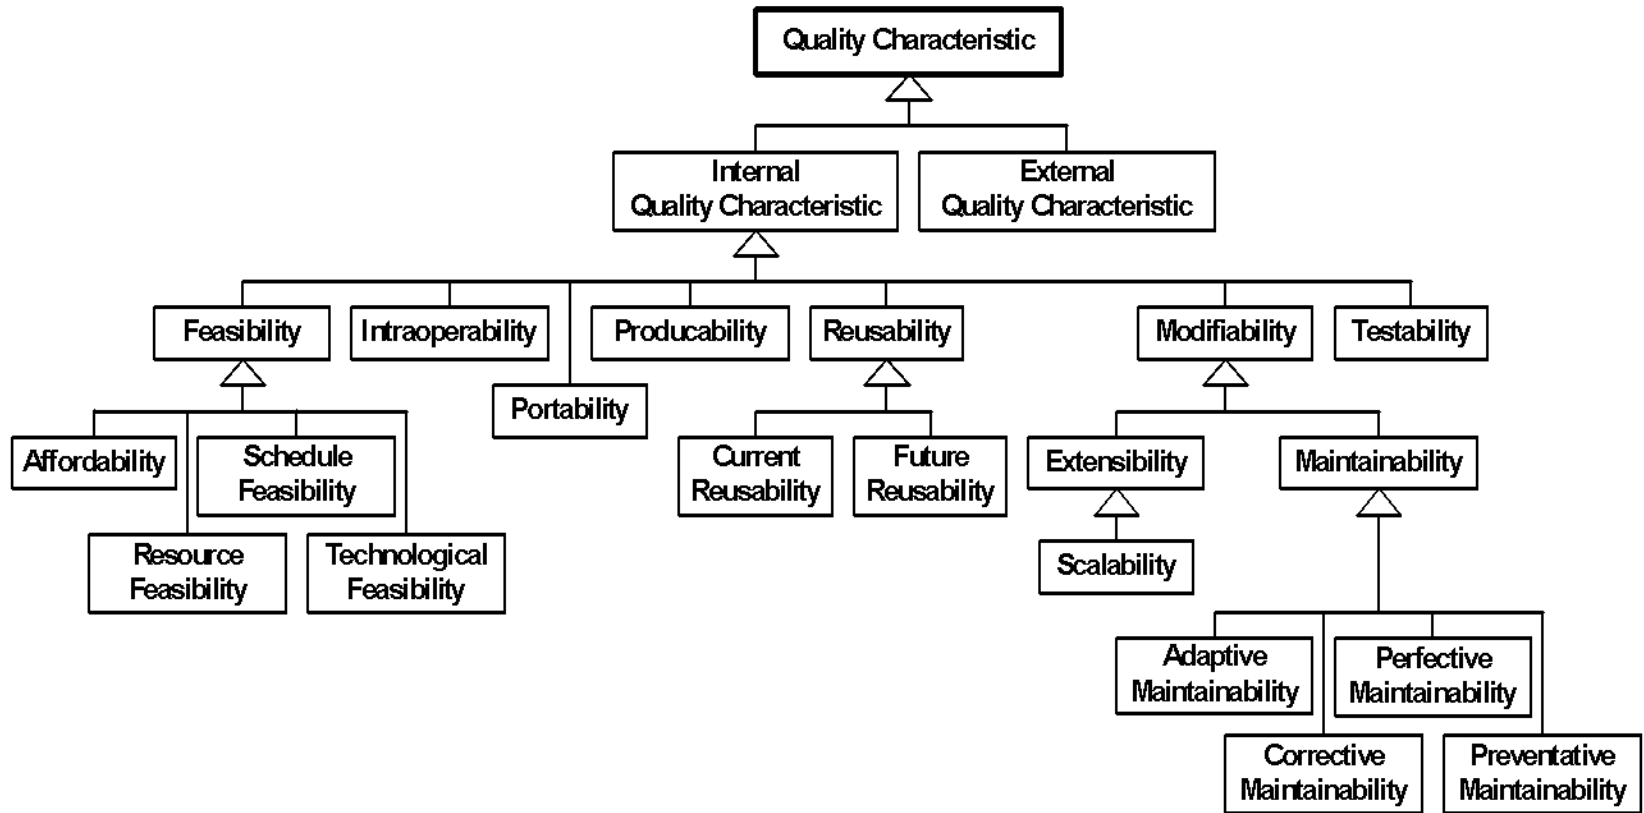 Quality Characteristic
Internal
Quality Characteristic
External
Quality Characteristic
Feasibility
Intraoperability
Producability
Reusability
Modifiability
Testability
Portability
Affordability
Schedule
Feasibility
Current
Reusability
Future
Reusability
Extensibility
Maintainability
Resource
Feasibility
Technological
Feasibility
Scalability
Adaptive
Maintainability
Perfective
Maintainability
Corrective
Maintainability
Preventative
Maintainability